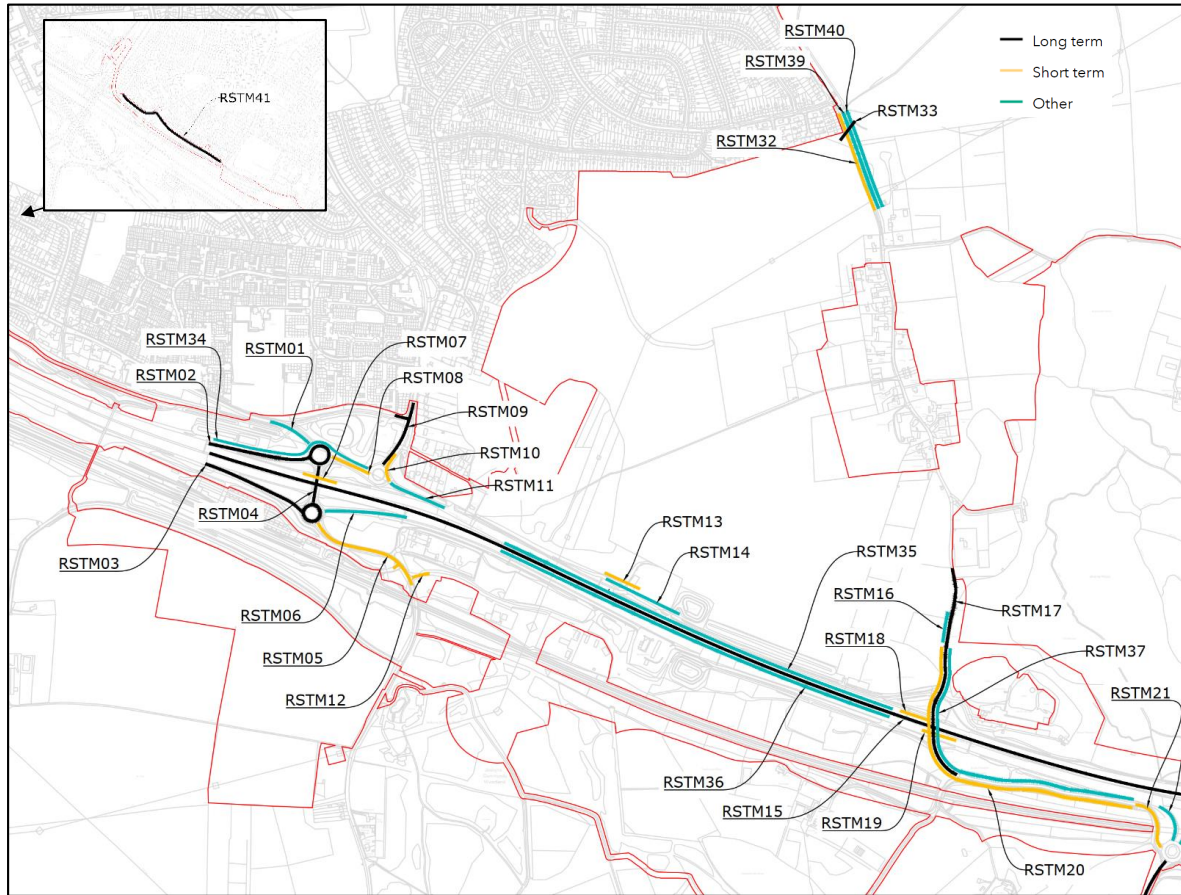 RSTM41
RSTM40
RSTM39
RSTM33
RSTM32
Long term
Short term
Other
RSTM34
RSTM01
RSTM07
RSTM02
RSTM08
RSTM09
RSTM10
RSTM11
RSTM04
RSTM03
RSTM13
RSTM14
RSTM35
RSTM06
RSTM16
RSTM17
RSTM18
RSTM37
RSTM05
RSTM21
RSTM12
RSTM36
RSTM15
RSTM19
RSTM20